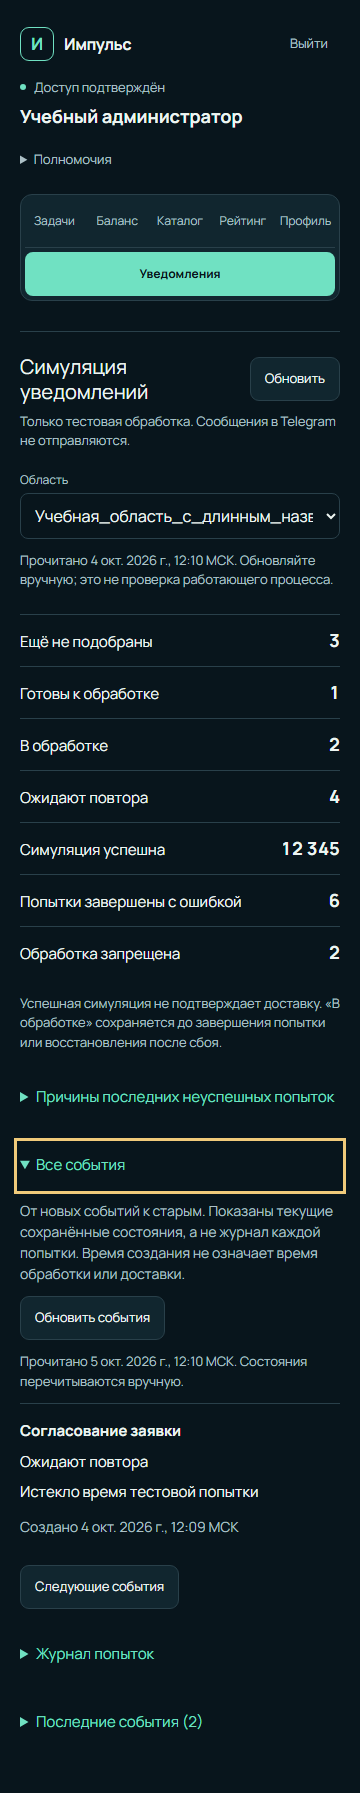 И Импульс Выйти
Доступ подтверждён
Учебный администратор
Полномочия
Задачи Баланс Каталог Рейтинг Профиль
Уведомления
Симуляция
уведомлений
Обновить
Только тестовая обработка. Сообщения в Telegram
не отправляются.
Область
Учебная_область_с_длинным_назв
Прочитано 4 окт. 2026 г., 12:10 МСК. Обновляйте
вручную; это не проверка работающего процесса.
Ещё не подобраны 3
Готовы к обработке 1
В обработке 2
Ожидают повтора 4
Симуляция успешна 12 345
Попытки завершены с ошибкой 6
Обработка запрещена 2
Успешная симуляция не подтверждает доставку. «В
обработке» сохраняется до завершения попытки
или восстановления после сбоя.
Причины последних неуспешных попыток
Все события
От новых событий к старым. Показаны текущие
сохранённые состояния, а не журнал каждой
попытки. Время создания не означает время
обработки или доставки.
Обновить события
Прочитано 5 окт. 2026 г., 12:10 МСК. Состояния
перечитываются вручную.
Согласование заявки
Ожидают повтора
Истекло время тестовой попытки
Создано 4 окт. 2026 г., 12:09 МСК
Следующие события
Журнал попыток
Последние события (2)